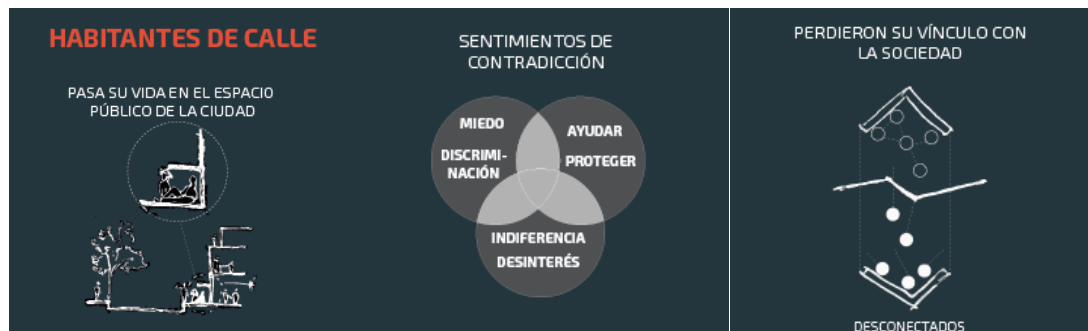 HABITANTES DE CALLE
PASA SU VIDA EN EL ESPACIO
PÚBLICO DE LA CIUDAD
SENTIMIENTOS DE
CONTRADICCIÓN
MIEDO
DISCRIMI-
NACIÓN
AYUDAR
PROTEGER
INDIFERENCIA
DESINTERÉS
PERDIERON SU VÍNCULO CON
LA SOCIEDAD
DESCONECTADOS